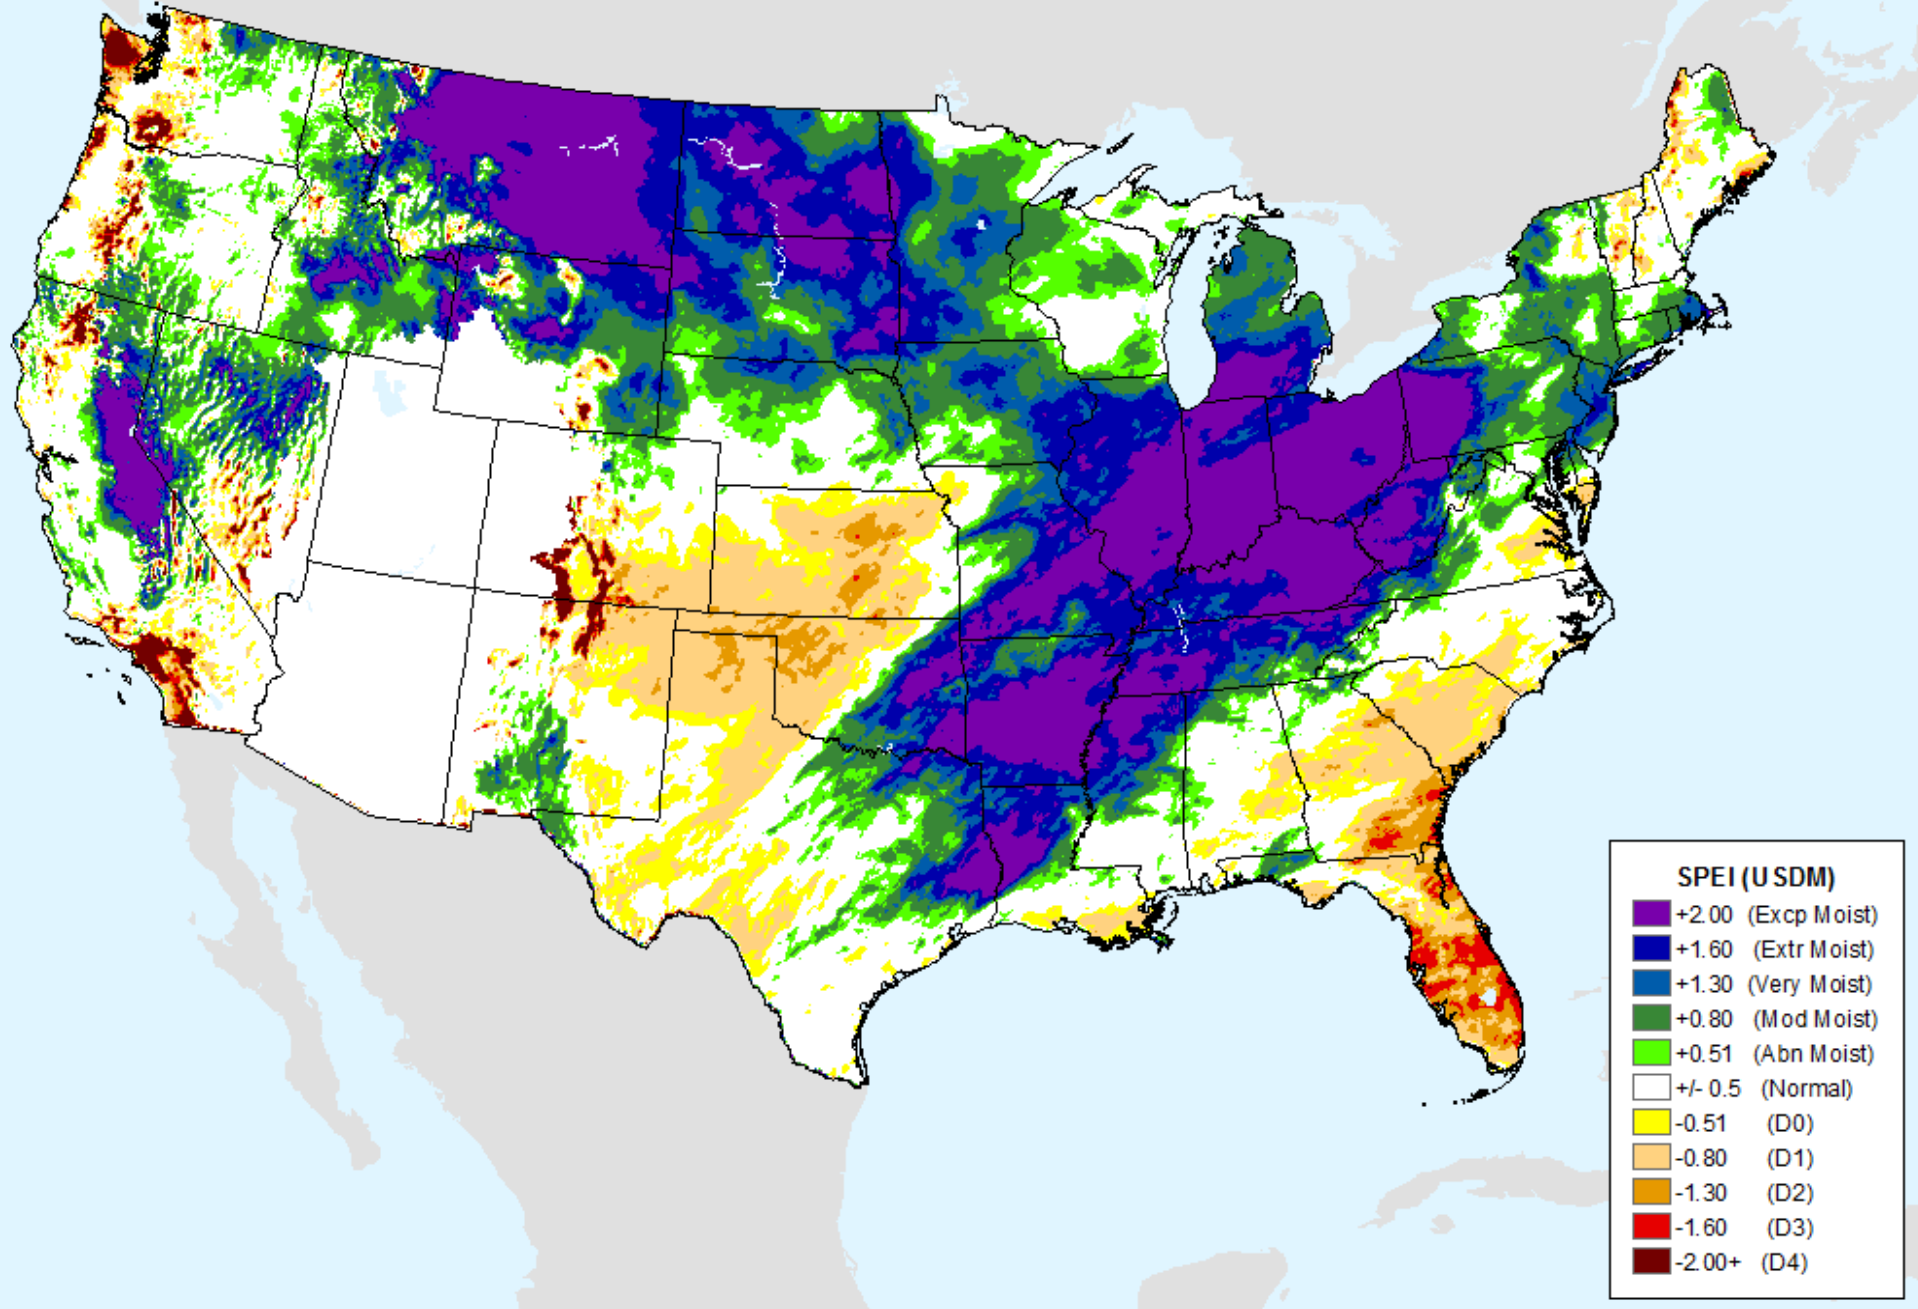 SPEI (USDM)
+2.00 (Excp Moist)
+1.60 (Extr Moist)
+1.30 (Very Moist)
+0.80 (Mod Moist)
+0.51 (Abn Moist)
+/- 0.5 (Normal)
-0.51 (D0)
-0.80 (D1)
-1.30 (D2)
-1.60 (D3)
-2.00+ (D4)